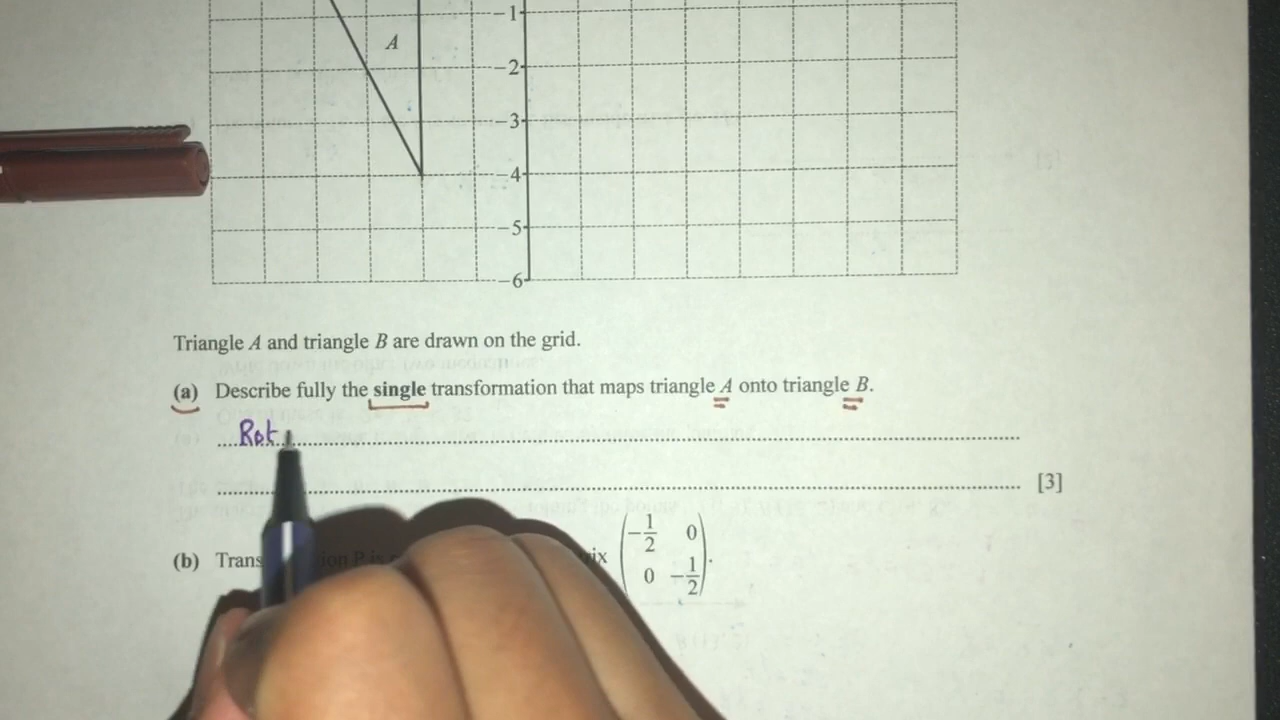 -1
A
-2
-3
-4
-5
-6
Triangle A and triangle B are drawn on the grid.
(a) Describe fully the single transformation that maps triangle A onto triangle B.
Rot
[3]
(b) Trans
-1/2 0
0 -1/2
.